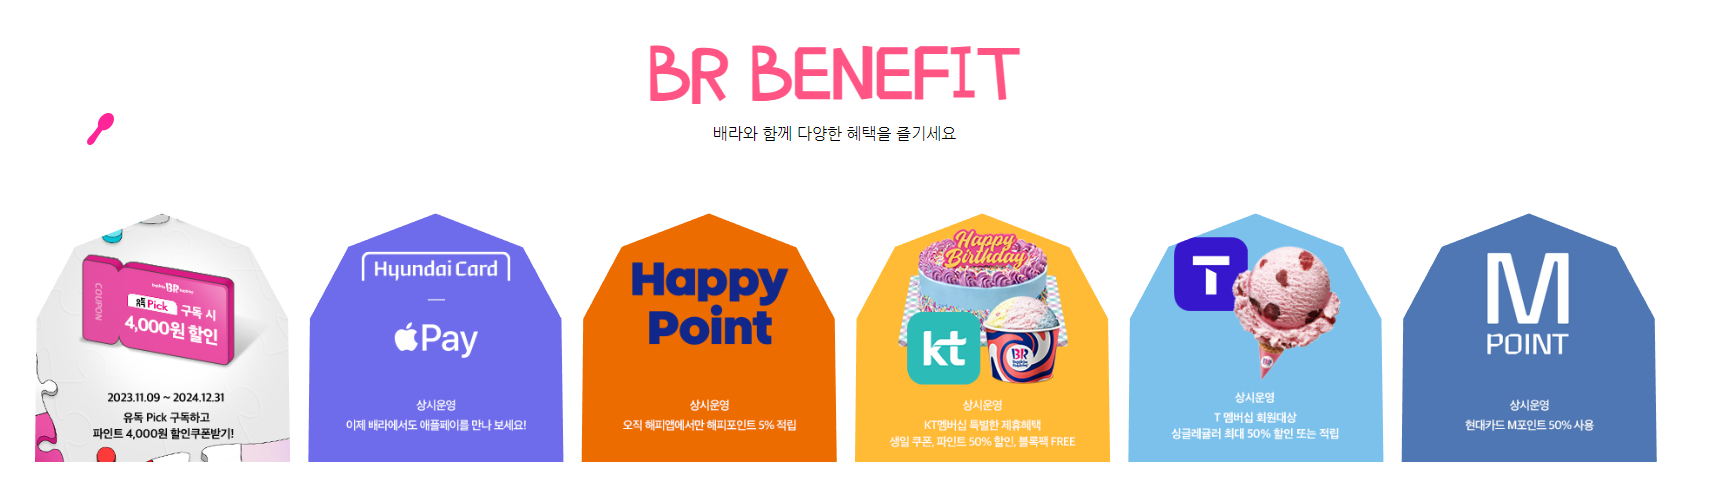 BR BENEFIT
배라와 함께 다양한 혜택을 즐기세요
COUPON
BR
유독 Pick 구독 시
4,000원 할인
2023.11.09 ~ 2024.12.31
유독 Pick 구독하고
파인트 4,000원 할인쿠폰받기!
Hyundai Card
Pay
상시운영
이제 배라에서도 애플페이를 만나 보세요!
Happy
Point
상시운영
오직 해피앱에서만 해피포인트 5% 적립
Happy
Birthday
kt
BR
상시운영
KT멤버십 특별한 제휴혜택
생일 쿠폰, 파인트 50% 할인, 블록팩 FREE
T
BR
상시운영
T 멤버십 회원대상
싱글레귤러 최대 50% 할인 또는 적립
M
POINT
상시운영
현대카드 M포인트 50% 사용